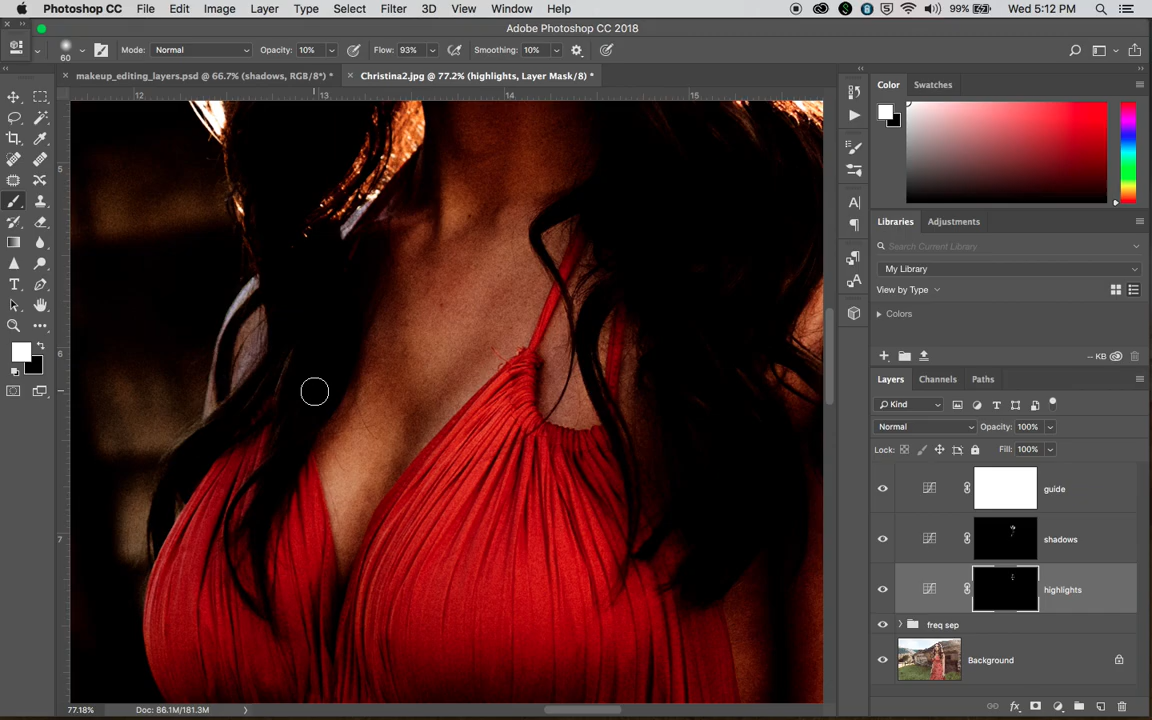 Photoshop CC File Edit Image Layer Type Select Filter 3D View Window Help 99% Wed 5:12 PM
Adobe Photoshop CC 2018
60 Mode: Normal Opacity: 10% Flow: 93% Smoothing: 10%
makeup_editing_layers.psd @ 66.7% (shadows, RGB/8*) * Christina2.jpg @ 77.2% (highlights, Layer Mask/8) *
12 13 14 15
5
6
7
Color Swatches
Libraries Adjustments
Search Current Library
My Library
View by Type
Colors
-- KB
Layers Channels Paths
Kind
Normal Opacity: 100%
Lock: Fill: 100%
guide
shadows
highlights
freq sep
Background
77.18% Doc: 86.1M/181.3M